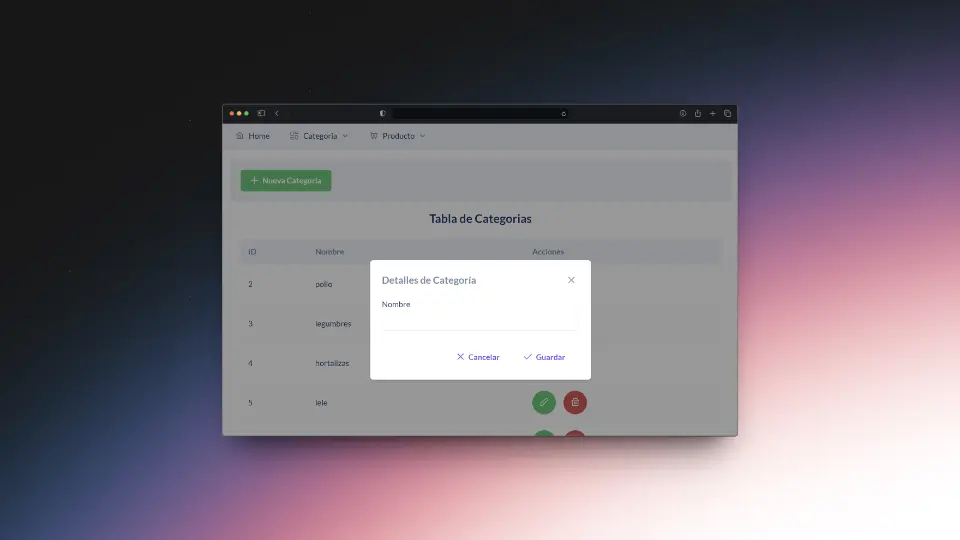 Home Categoria Producto
Nueva Categoria
Tabla de Categorias
ID Nombre Acciones
2 pollo
3 legumbres
4 hortalizas
5 lele
Detalles de Categoría
Nombre
Cancelar Guardar